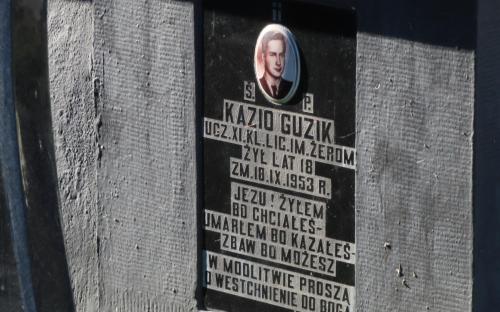 Ś. P.
KAZIO GUZIK
UCZ.XI.KL.LIC.IM.ŻEROM
ŻYŁ LAT 18
ZM.18.IX.1953 R.
JEZU! ŻYŁEM
BO CHCIAŁEŚ-
UMARŁEM BO KAZAŁEŚ-
ZBAW BO MOŻESZ
W MODLITWIE PROSZĄ
O WESTCHNIENIE DO BOGA